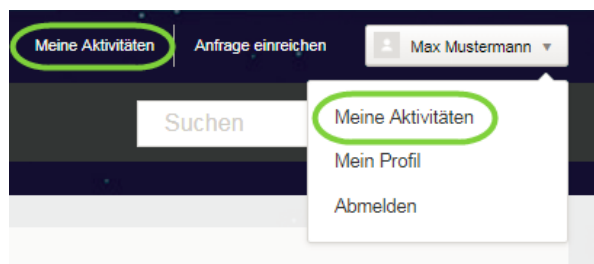 Meine Aktivitäten Anfrage einreichen Max Mustermann
Suchen
Meine Aktivitäten
Mein Profil
Abmelden